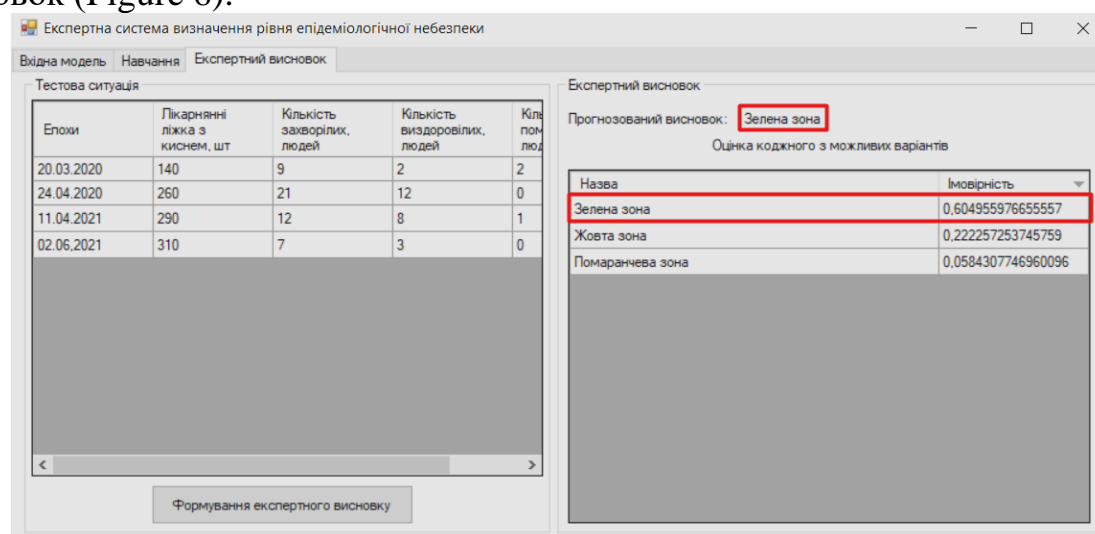 овок (Figure 6).
Експертна система визначення рівня епідеміологічної небезпеки
Вхідна модель Навчання Експертний висновок
Тестова ситуація
Епохи Лікарнянні ліжка з киснем, шт Кількість захворілих, людей Кількість виздоровілих, людей
20.03.2020 140 9 2 2
24.04.2020 260 21 12 0
11.04.2021 290 12 8 1
02.06,2021 310 7 3 0
Формування експертного висновку
Експертний висновок
Прогнозований висновок: Зелена зона
Оцінка коджного з можливих варіантів
Назва Імовірність
Зелена зона 0,604955976655557
Жовта зона 0,222257253745759
Помаранчева зона 0,0584307746960096